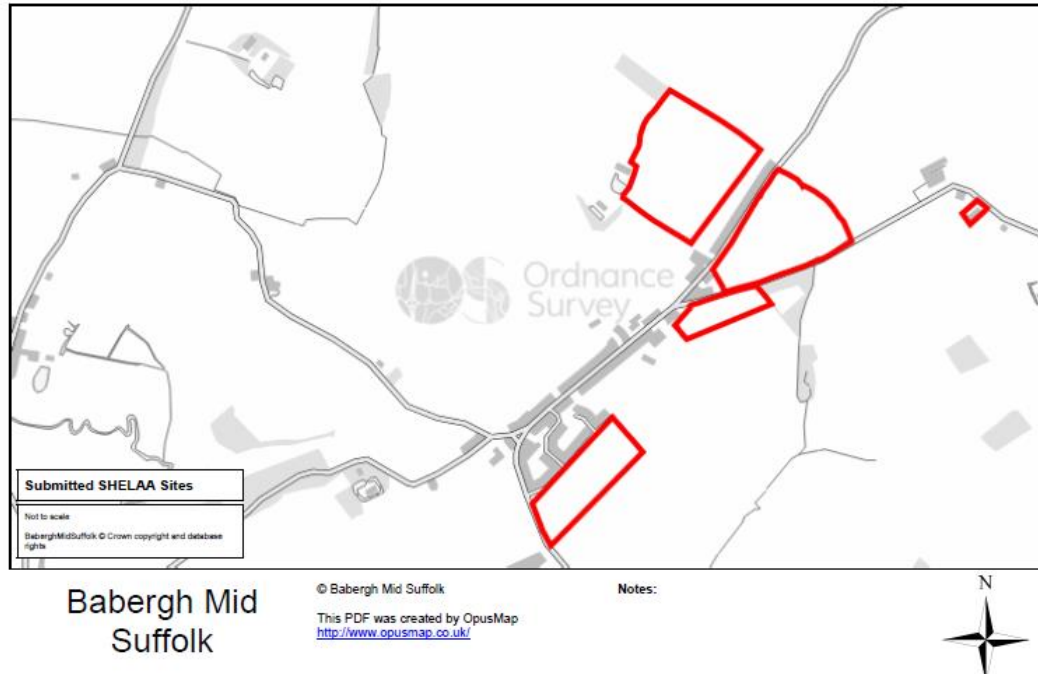 Ordnance
Survey
Submitted SHELAA Sites
Not to scale
BaberghMidSuffolk © Crown copyright and database
rights
Babergh Mid
Suffolk
© Babergh Mid Suffolk
This PDF was created by OpusMap
http://www.opusmap.co.uk/
Notes:
N